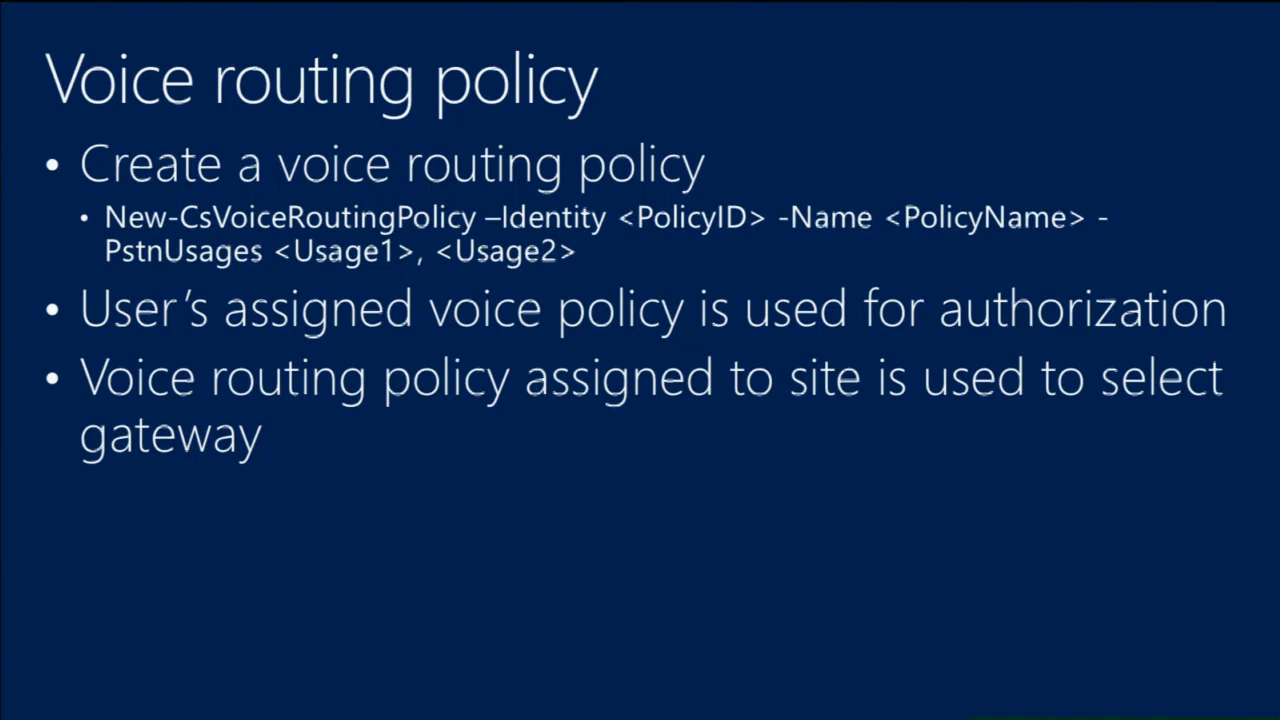 Voice routing policy
• Create a voice routing policy
• New-CsVoiceRoutingPolicy –Identity <PolicyID> -Name <PolicyName> -
PstnUsages <Usage1>, <Usage2>
• User's assigned voice policy is used for authorization
• Voice routing policy assigned to site is used to select
gateway